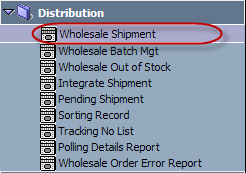 Distribution
Wholesale Shipment
Wholesale Batch Mgt
Wholesale Out of Stock
Integrate Shipment
Pending Shipment
Sorting Record
Tracking No List
Polling Details Report
Wholesale Order Error Report